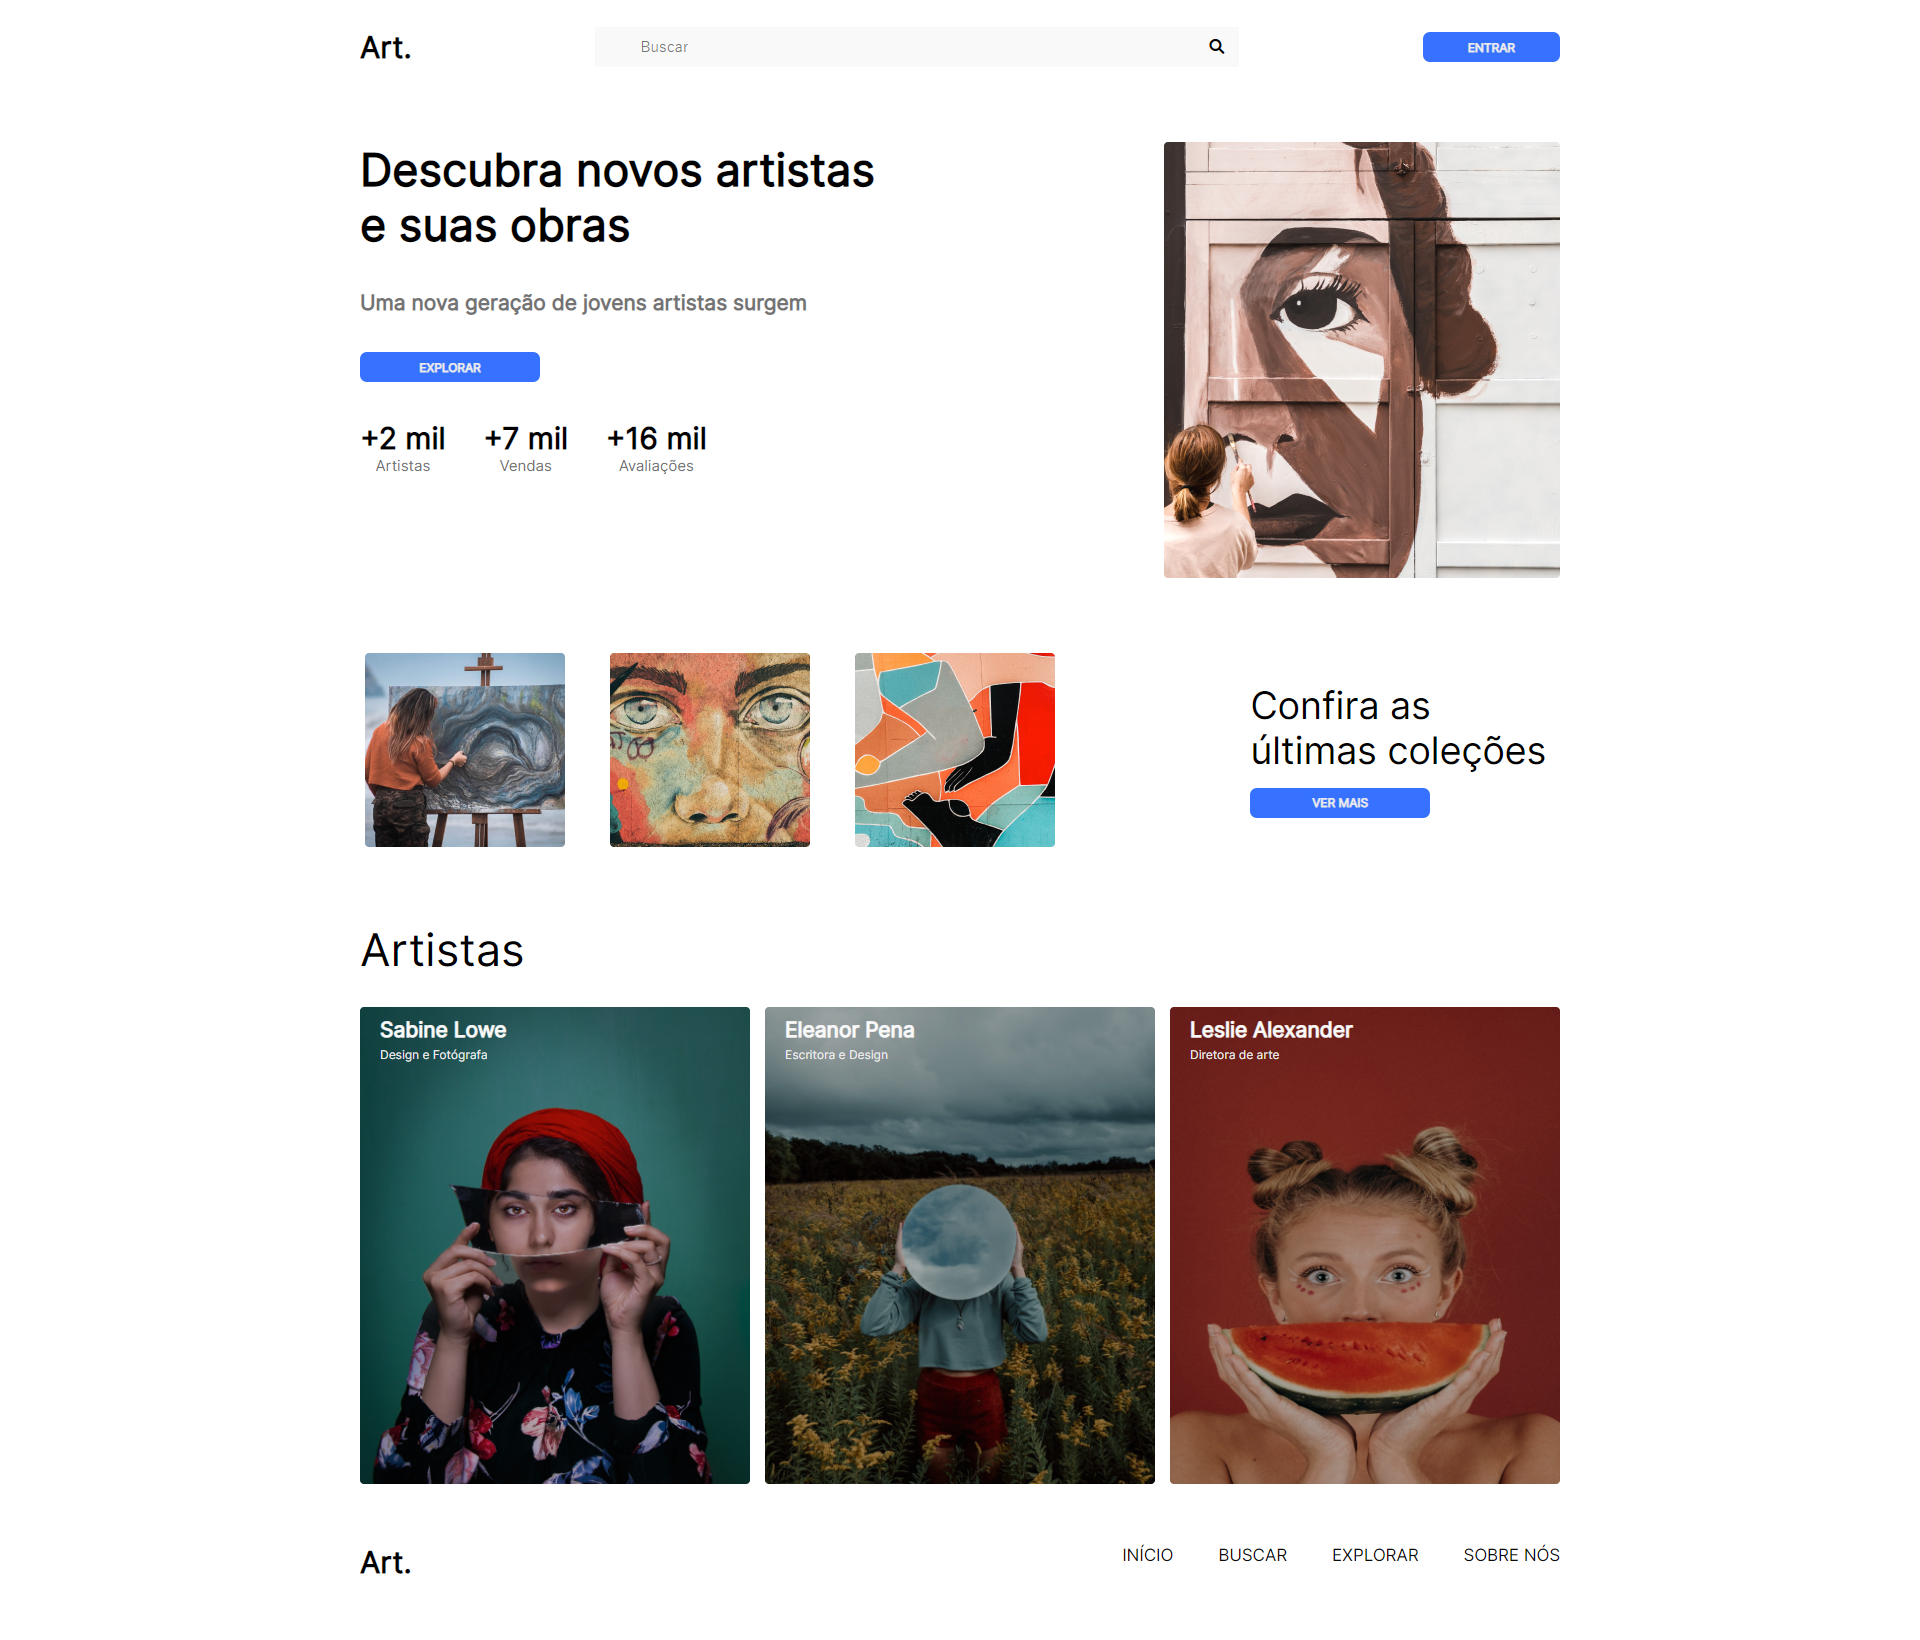 Art.
Buscar
ENTRAR
Descubra novos artistas
e suas obras
Uma nova geração de jovens artistas surgem
EXPLORAR
+2 mil
Artistas
+7 mil
Vendas
+16 mil
Avaliações
Confira as
últimas coleções
VER MAIS
Artistas
Sabine Lowe
Design e Fotógrafa
Eleanor Pena
Escritora e Design
Leslie Alexander
Diretora de arte
Art.
INÍCIO
BUSCAR
EXPLORAR
SOBRE NÓS